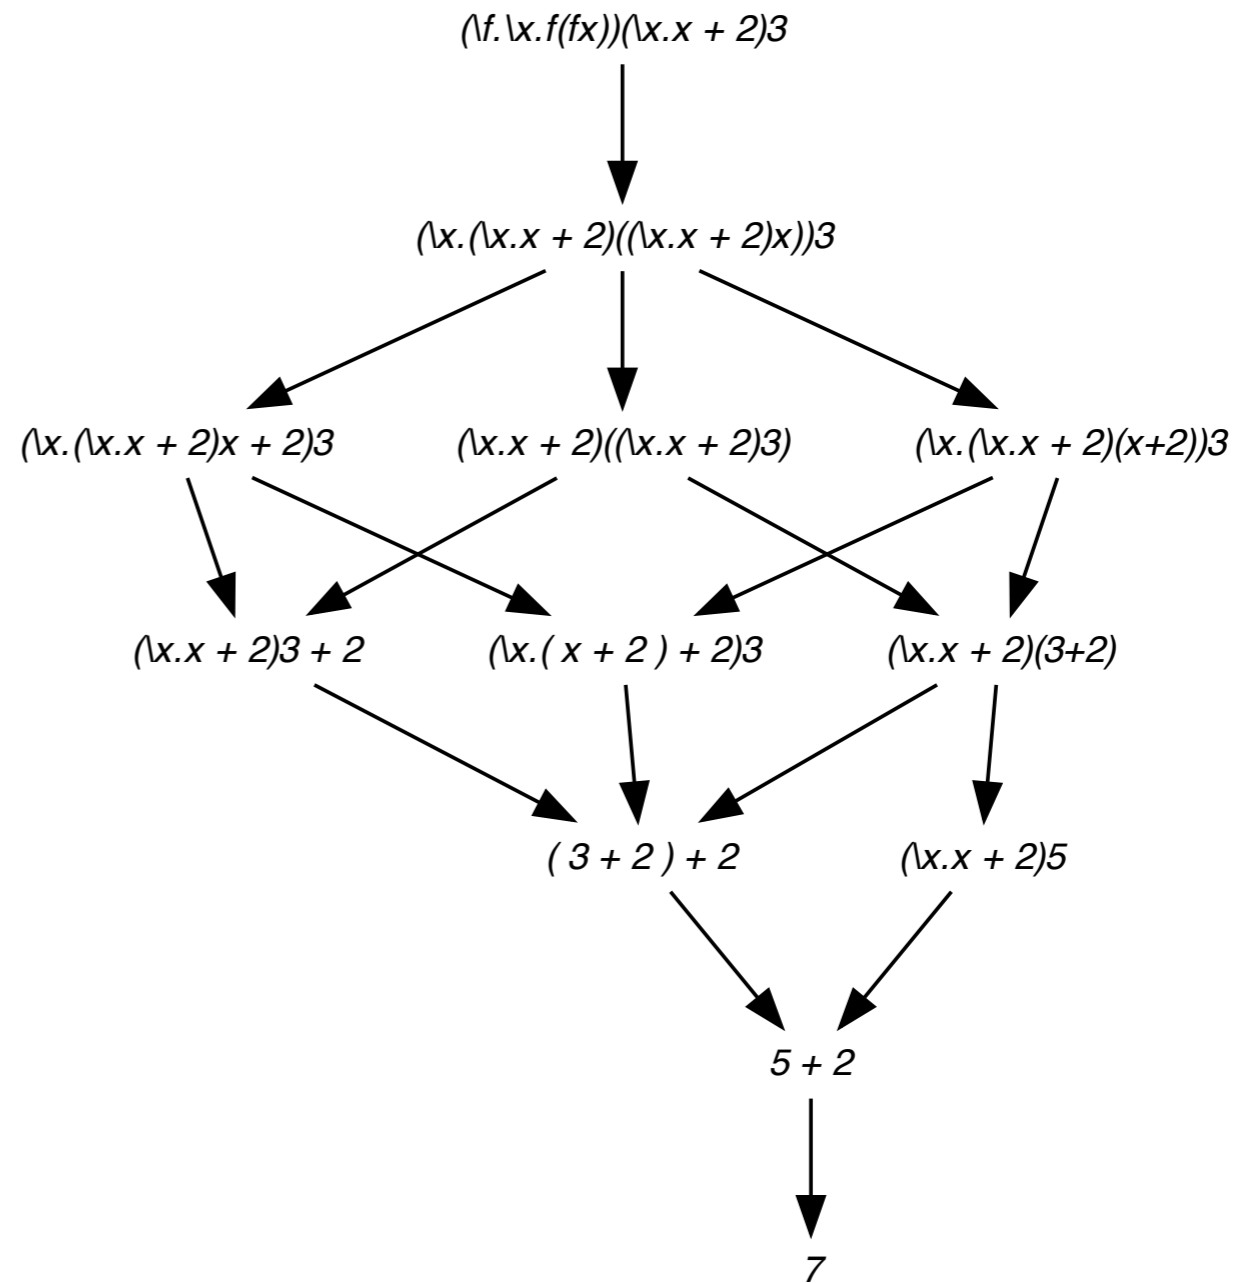 (\f.\x.f(fx))(\x.x + 2)3
(\x.(\x.x + 2)((\x.x + 2)x))3
(\x.(\x.x + 2)x + 2)3 (\x.x + 2)((\x.x + 2)3) (\x.(\x.x + 2)(x+2))3
(\x.x + 2)3 + 2 (\x.( x + 2 ) + 2)3 (\x.x + 2)(3+2)
( 3 + 2 ) + 2 (\x.x + 2)5
5 + 2
7